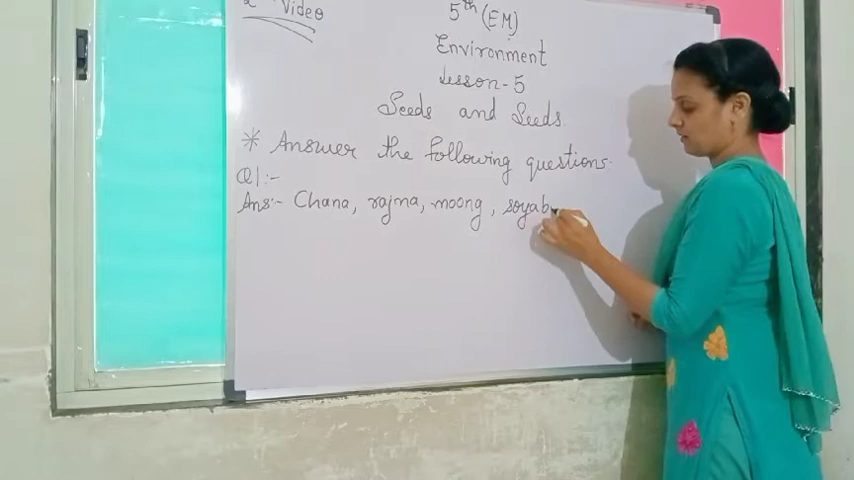 2nd Video
5th (EM)
Environment
Lesson-5
Seeds and Seeds
* Answer the following questions:
Q1:-
Ans:- Chana, rajma, moong, soyab